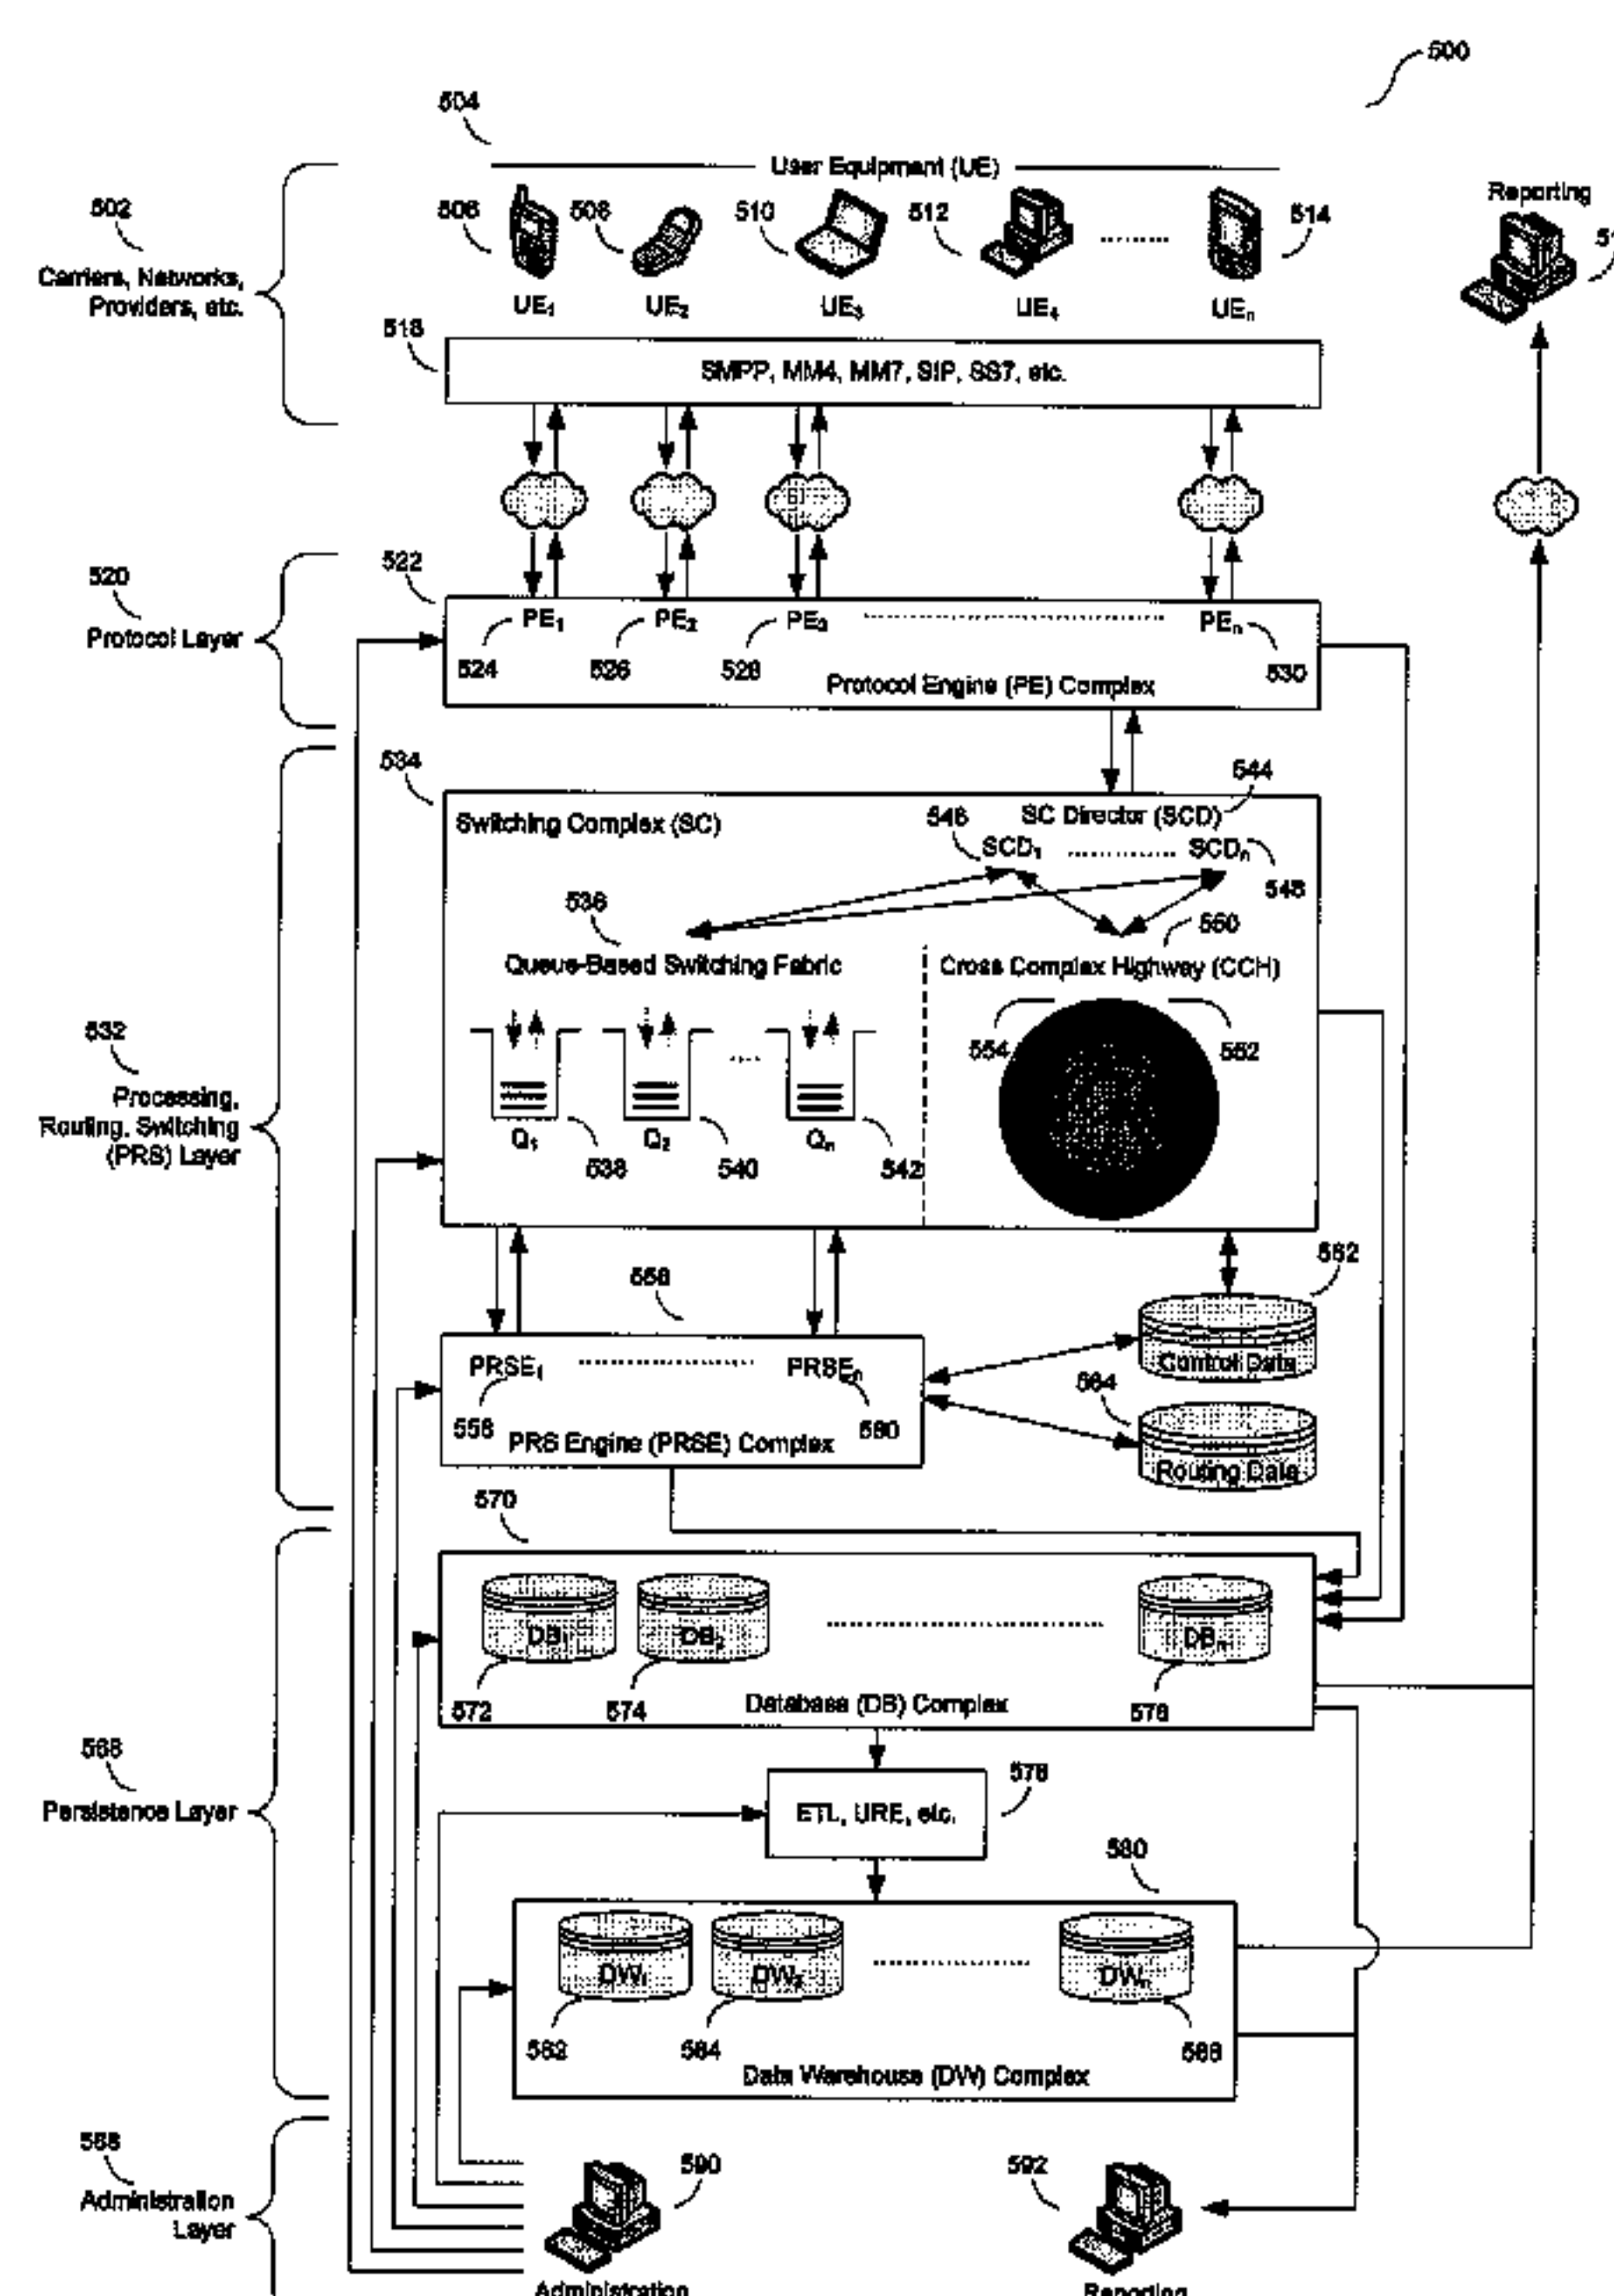 500
504
User Equipment (UE)
502
Carriers, Networks,
Providers, etc.
506
508
510
512
514
UE1
UE2
UE3
UE4
UEn
Reporting
518
SMPP, MM4, MM7, SIP, SS7, etc.
520
Protocol Layer
522
PE1
PE2
PE3
PEn
524
526
528
530
Protocol Engine (PE) Complex
534
Switching Complex (SC)
SC Director (SCD)
544
546
SCD1
SCDn
548
536
550
Queue-Based Switching Fabric
Cross Complex Highway (CCH)
554
552
532
Processing,
Routing, Switching
(PRS) Layer
Q1
Q2
Qn
538
540
542
562
Control Data
PRSE1
PRSEn
564
558
560
PRS Engine (PRSE) Complex
Routing Data
570
DB1
DB2
DBn
572
574
576
Database (DB) Complex
568
Persistence Layer
578
ETL, URE, etc.
580
DW1
DW2
DWn
582
584
Data Warehouse (DW) Complex
Administration
Layer
590
592
Administration
Reporting